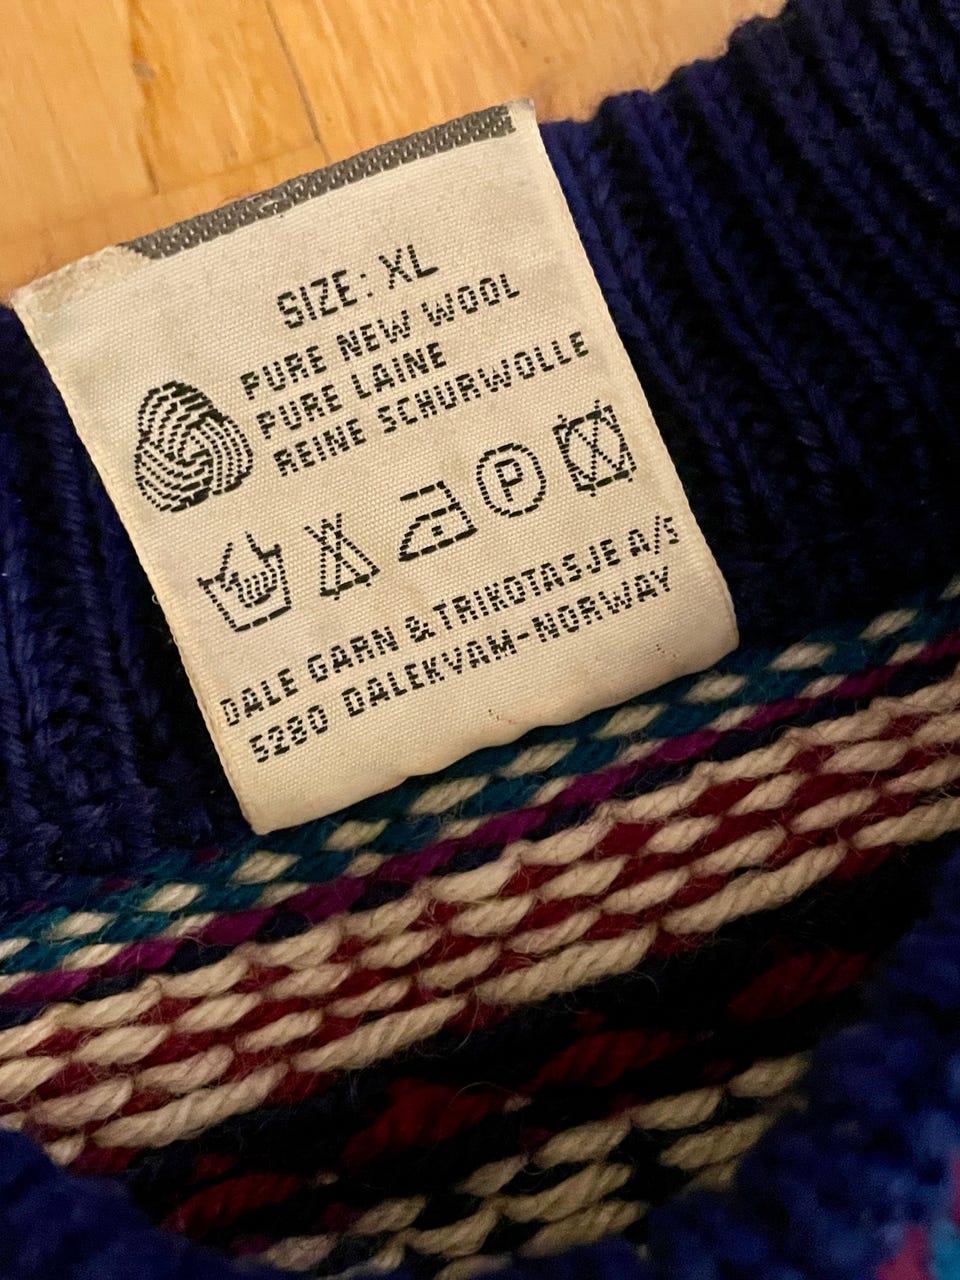 SIZE: XL
PURE NEW WOOL
PURE LAINE
REINE SCHURWOLLE
P
DALE GARN & TRIKOTASJE A/S
5280 DALEKVAM-NORWAY